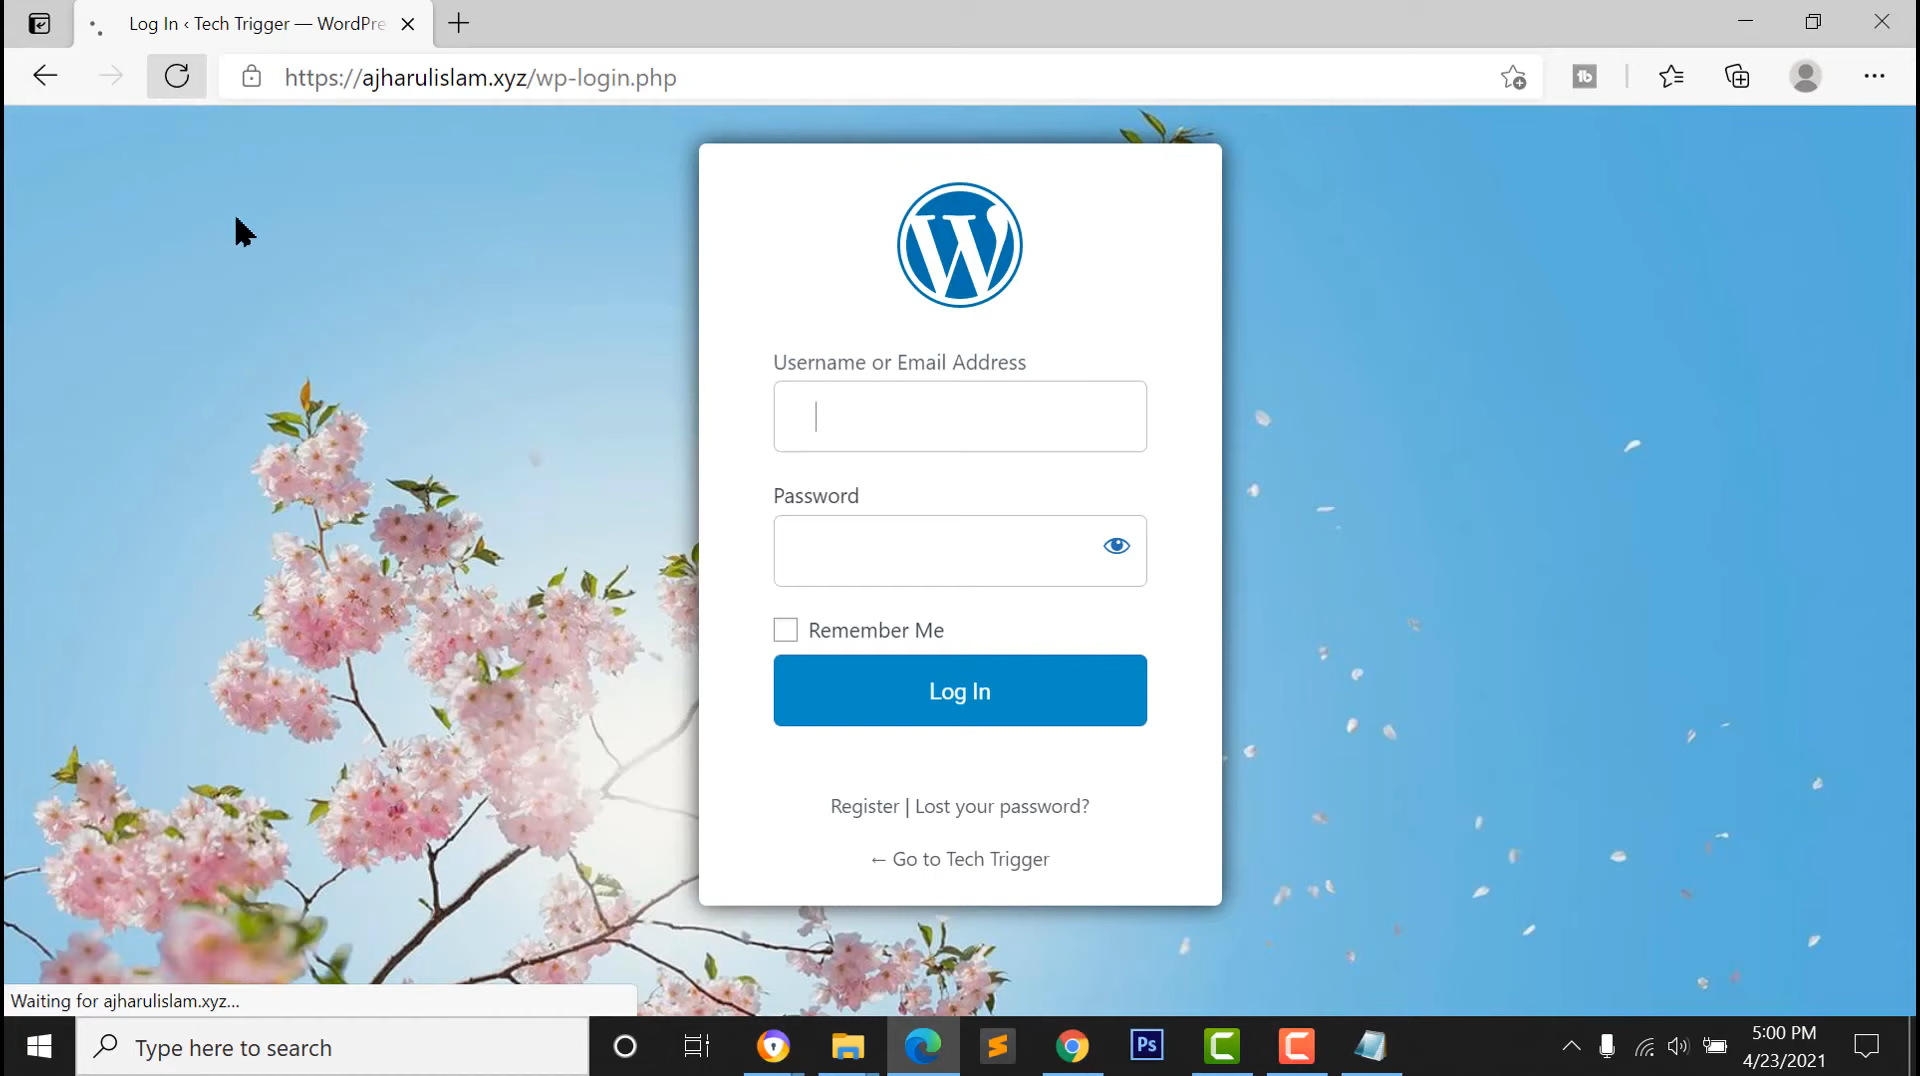 Log In ‹ Tech Trigger — WordPre
https://ajharulislam.xyz/wp-login.php
Username or Email Address
Password
Remember Me
Log In
Register | Lost your password?
← Go to Tech Trigger
Waiting for ajharulislam.xyz...
Type here to search
Ps
5:00 PM
4/23/2021